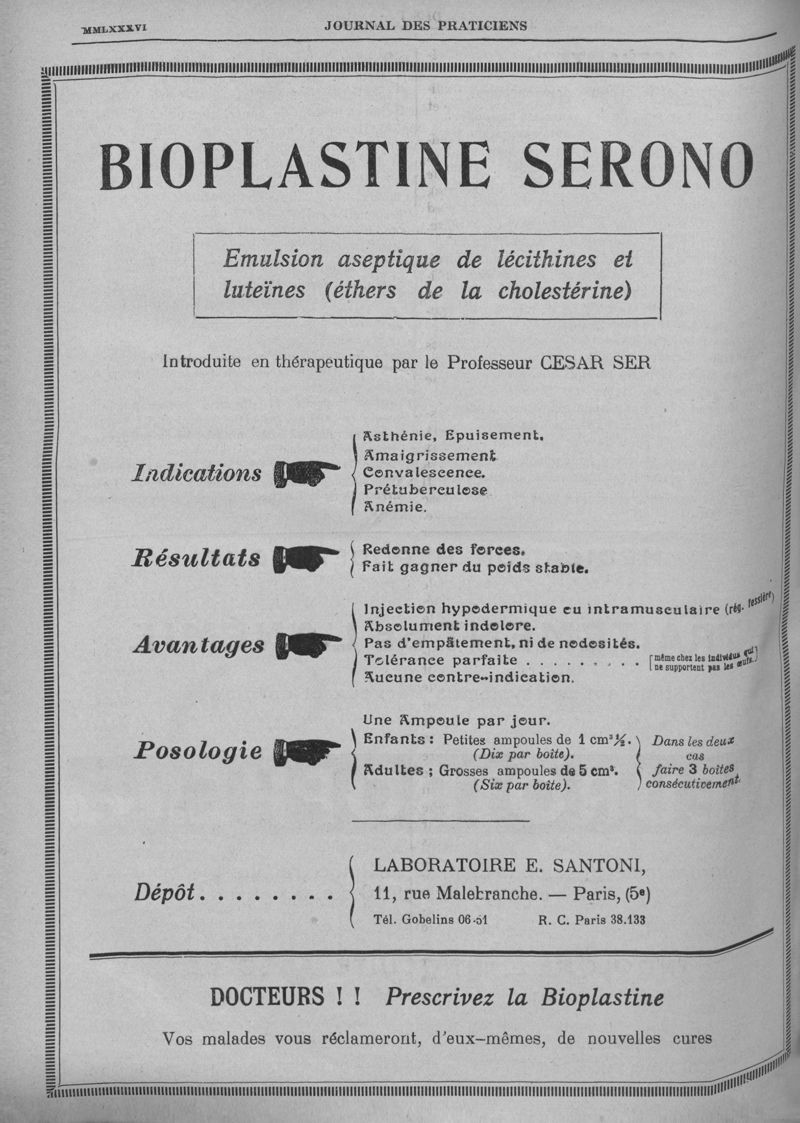 MMLXXXVI
JOURNAL DES PRATICIENS
BIOPLASTINE SERONO
Emulsion aseptique de lécithines et
luteïnes (éthers de la cholestérine)
Introduite en thérapeutique par le Professeur CESAR SER
Indications
Asthénie, Epuisement.
Amaigrissement
Convalescence.
Prétuberculose
Anémie.
Résultats
Redonne des forces.
Fait gagner du poids stable.
Avantages
Injection hypodermique ou intramusculaire (rég. fessière)
Absolument indolore.
Pas d'empâtement, ni de nodosités.
Tolérance parfaite . . . . . . . . . [même chez les individus qui
ne supportent pas les œufs.]
Aucune contre-indication.
Posologie
Une Ampoule par jour.
Enfants : Petites ampoules de 1 cm³ ½.
(Dix par boîte).
Adultes ; Grosses ampoules de 5 cm³.
(Six par boîte).
Dans les deux
cas
faire 3 boîtes
consécutivement.
Dépôt . . . . . . . .
LABORATOIRE E. SANTONI,
11, rue Malebranche. — Paris, (5e)
Tél. Gobelins 06-51 R. C. Paris 38.133
DOCTEURS ! ! Prescrivez la Bioplastine
Vos malades vous réclameront, d'eux-mêmes, de nouvelles cures